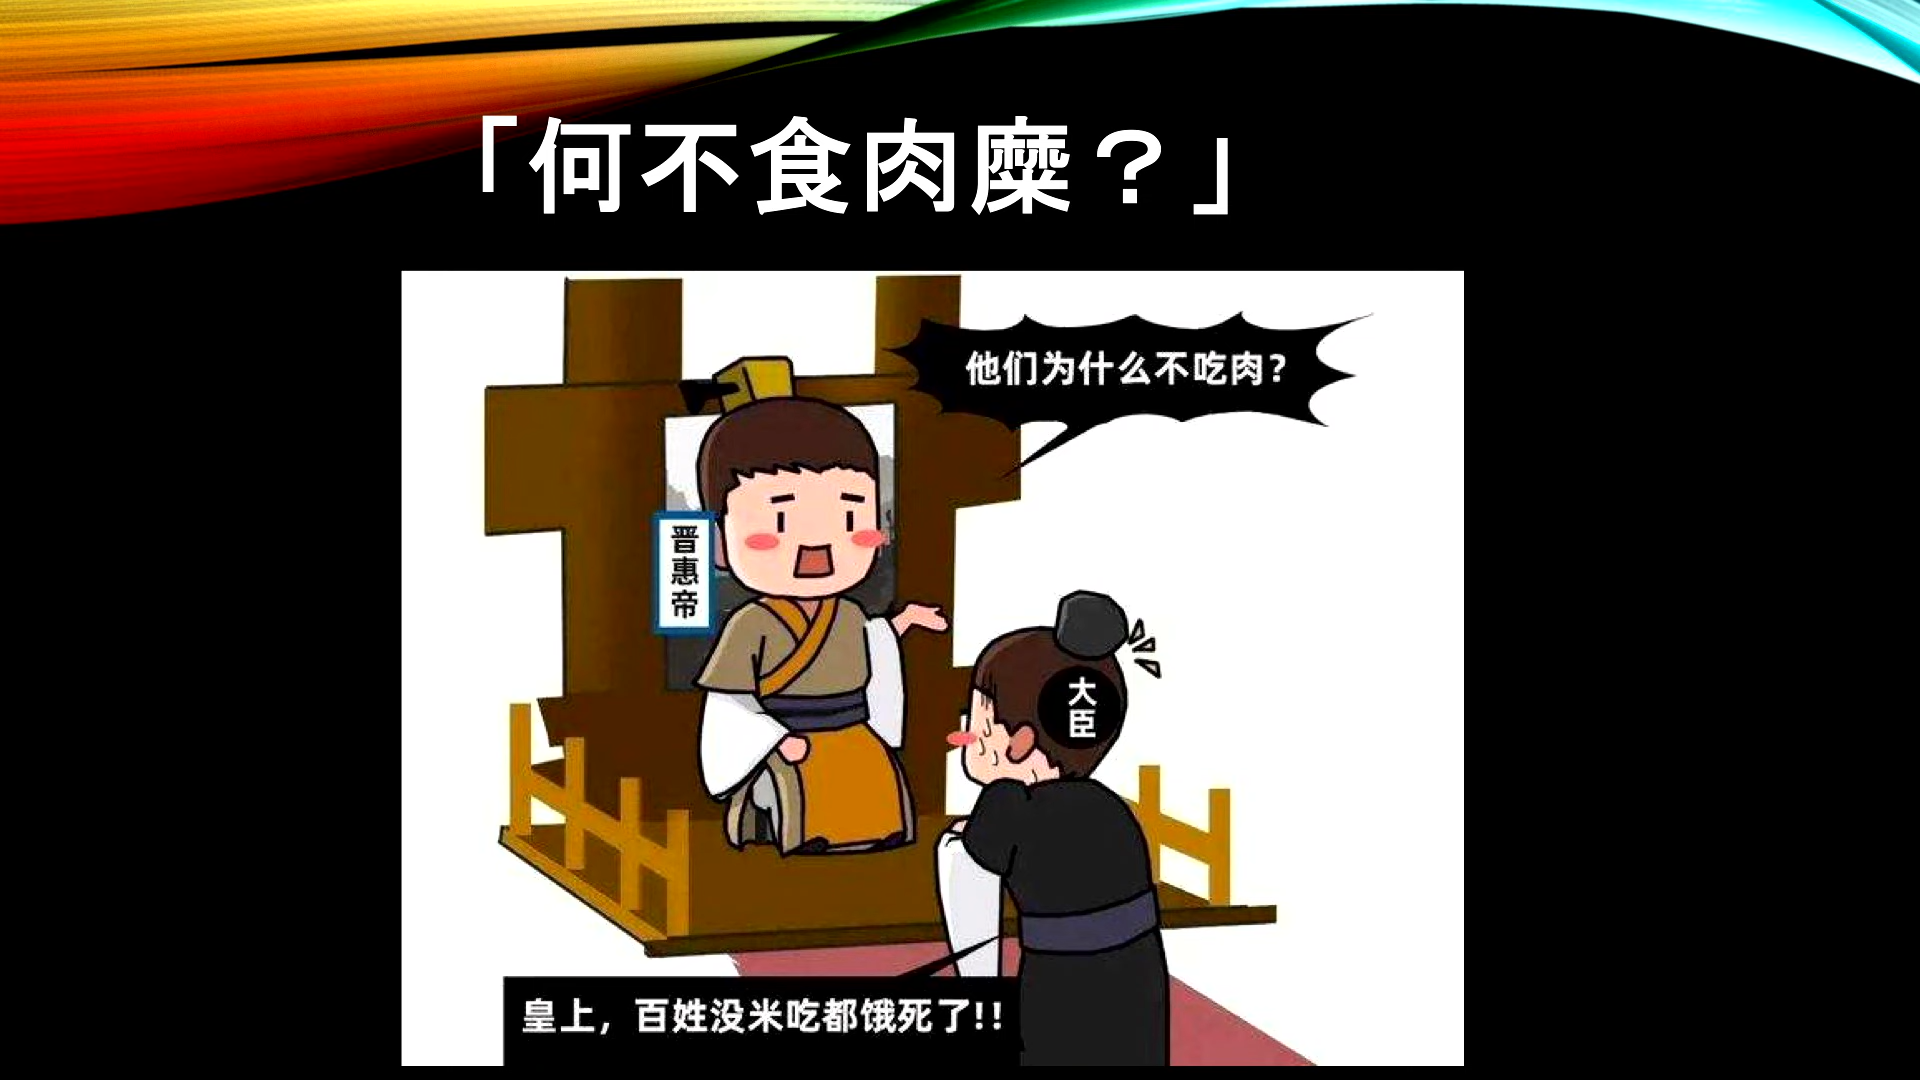 「何不食肉糜？」
他们为什么不吃肉？
晋惠帝
大臣
皇上，百姓没米吃都饿死了!!